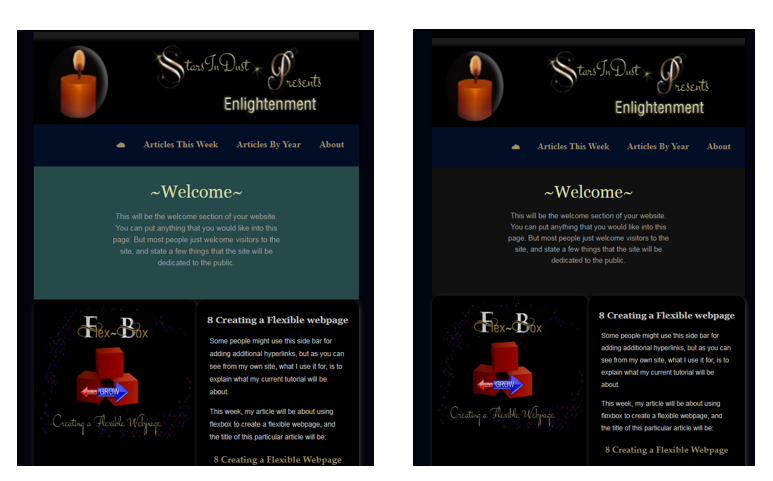 StarsInDust Presents
Enlightenment
Articles This Week Articles By Year About
~Welcome~
This will be the welcome section of your website.
You can put anything that you would like into this
page. But most people just welcome visitors to the
site, and state a few things that the site will be
dedicated to the public.
Flex~Box
GROW
Creating a Flexible Webpage
8 Creating a Flexible webpage
Some people might use this side bar for
adding additional hyperlinks, but as you can
see from my own site, what I use it for, is to
explain what my current tutorial will be
about.
This week, my article will be about using
flexbox to create a flexible webpage, and
the title of this particular article will be:
8 Creating a Flexible Webpage
StarsInDust Presents
Enlightenment
Articles This Week Articles By Year About
~Welcome~
This will be the welcome section of your website.
You can put anything that you would like into this
page. But most people just welcome visitors to the
site, and state a few things that the site will be
dedicated to the public.
Flex~Box
GROW
Creating a Flexible Webpage
8 Creating a Flexible webpage
Some people might use this side bar for
adding additional hyperlinks, but as you can
see from my own site, what I use it for, is to
explain what my current tutorial will be
about.
This week, my article will be about using
flexbox to create a flexible webpage, and
the title of this particular article will be:
8 Creating a Flexible Webpage